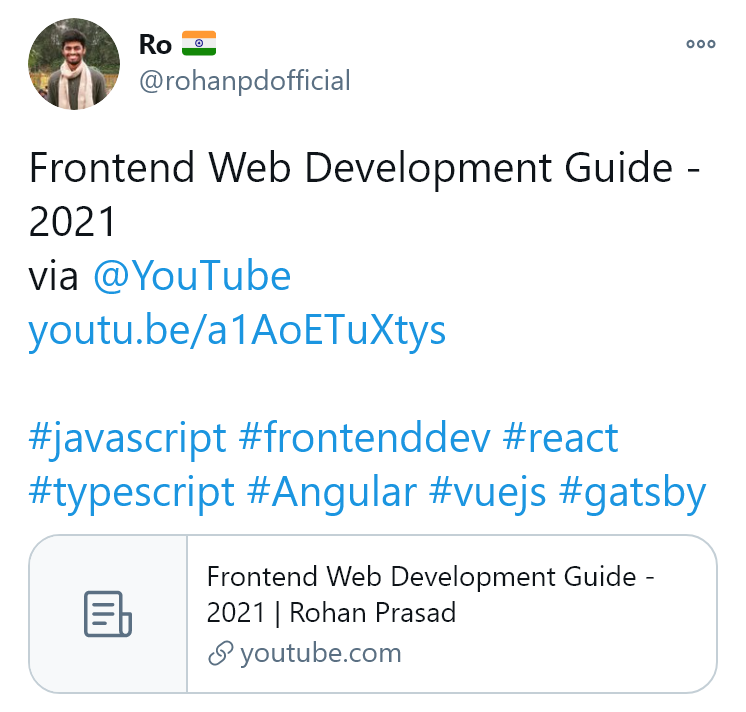 Ro 🇮🇳
@rohanpdofficial
Frontend Web Development Guide -
2021
via @YouTube
youtu.be/a1AoETuXtys
#javascript #frontenddev #react
#typescript #Angular #vuejs #gatsby
Frontend Web Development Guide -
2021 | Rohan Prasad
youtube.com